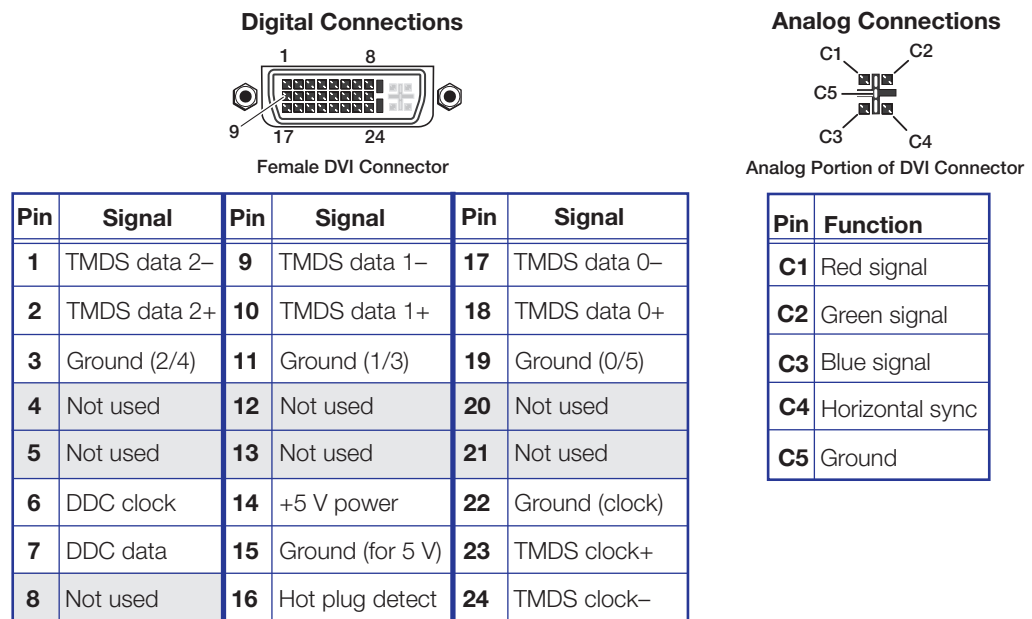 Digital Connections
1 8
9 17 24
Female DVI Connector
Pin Signal Pin Signal Pin Signal
1 TMDS data 2– 9 TMDS data 1– 17 TMDS data 0–
2 TMDS data 2+ 10 TMDS data 1+ 18 TMDS data 0+
3 Ground (2/4) 11 Ground (1/3) 19 Ground (0/5)
4 Not used 12 Not used 20 Not used
5 Not used 13 Not used 21 Not used
6 DDC clock 14 +5 V power 22 Ground (clock)
7 DDC data 15 Ground (for 5 V) 23 TMDS clock+
8 Not used 16 Hot plug detect 24 TMDS clock–
Analog Connections
C1 C2
C5
C3 C4
Analog Portion of DVI Connector
Pin Function
C1 Red signal
C2 Green signal
C3 Blue signal
C4 Horizontal sync
C5 Ground